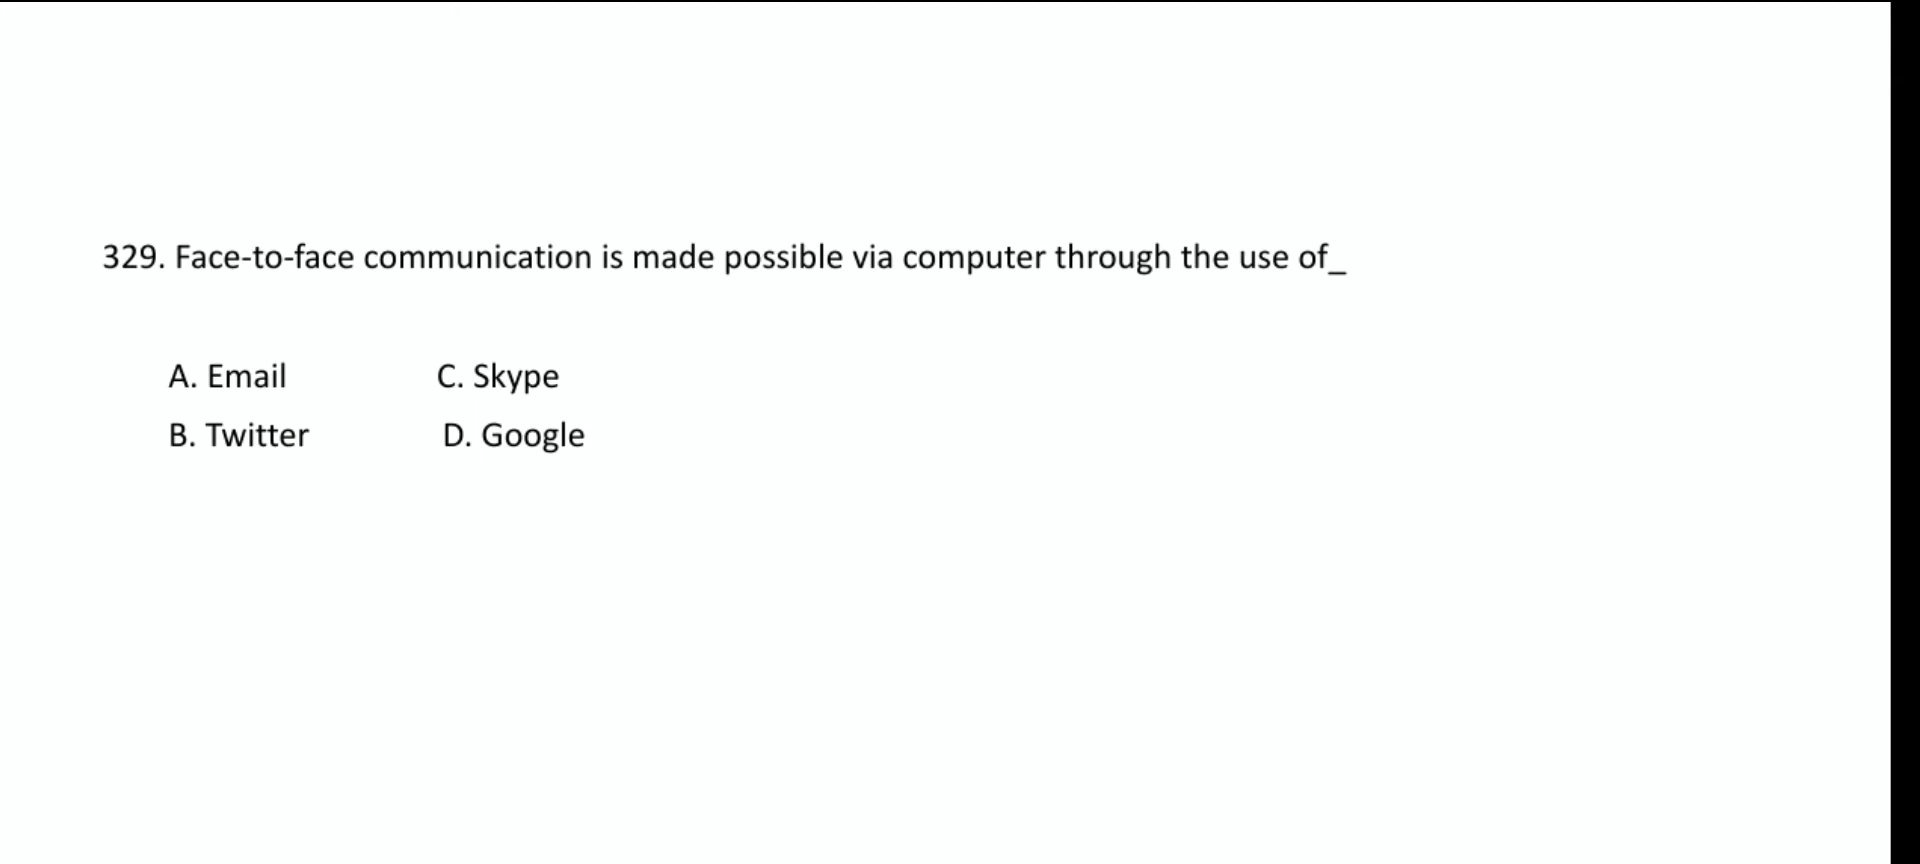 329. Face-to-face communication is made possible via computer through the use of_
A. Email C. Skype
B. Twitter D. Google